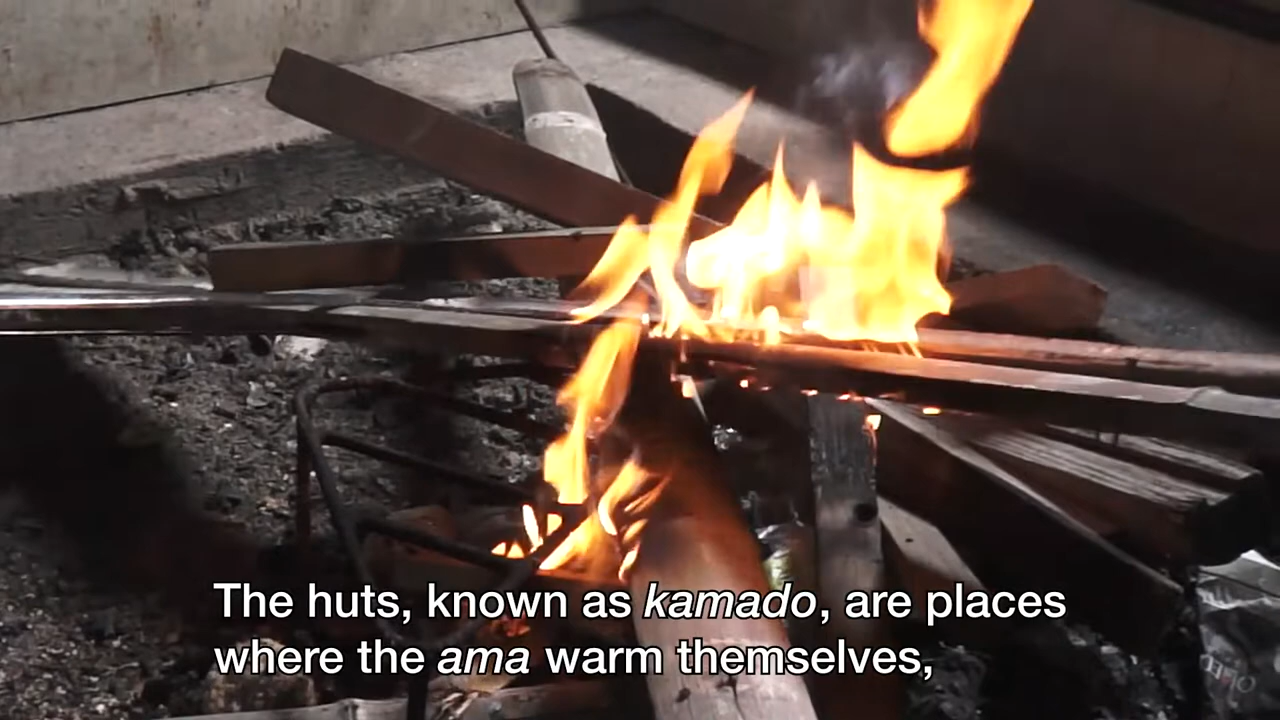 The huts, known as kamado, are places
where the ama warm themselves,